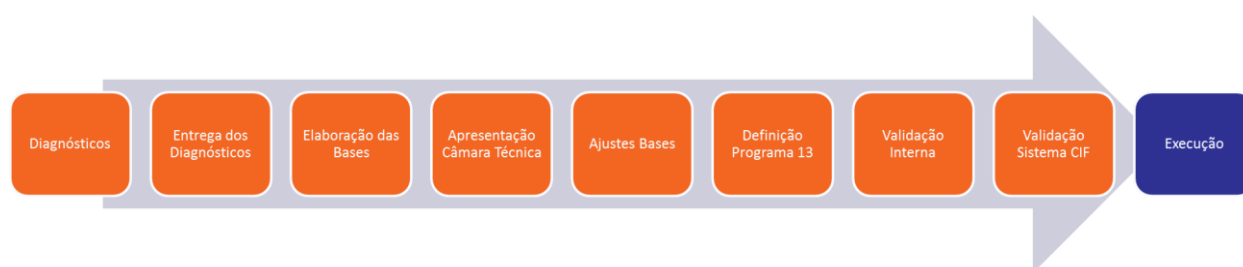 Diagnósticos
Entrega dos
Diagnósticos
Elaboração das
Bases
Apresentação
Câmara Técnica
Ajustes Bases
Definição
Programa 13
Validação
Interna
Validação
Sistema CIF
Execução